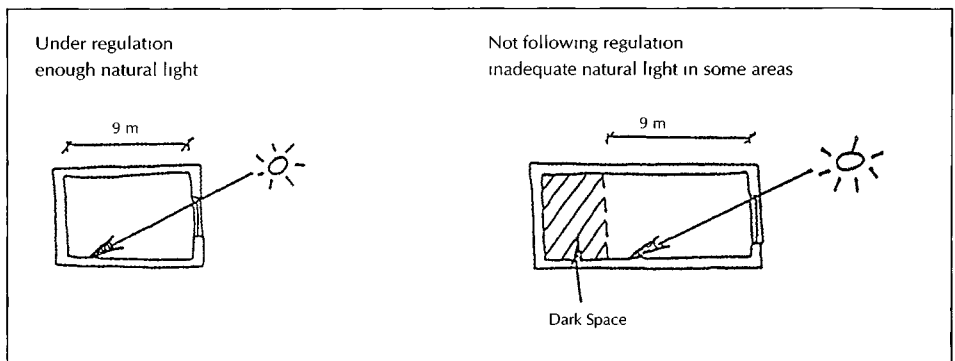 Under regulation
enough natural light
9 m
Not following regulation
inadequate natural light in some areas
9 m
Dark Space